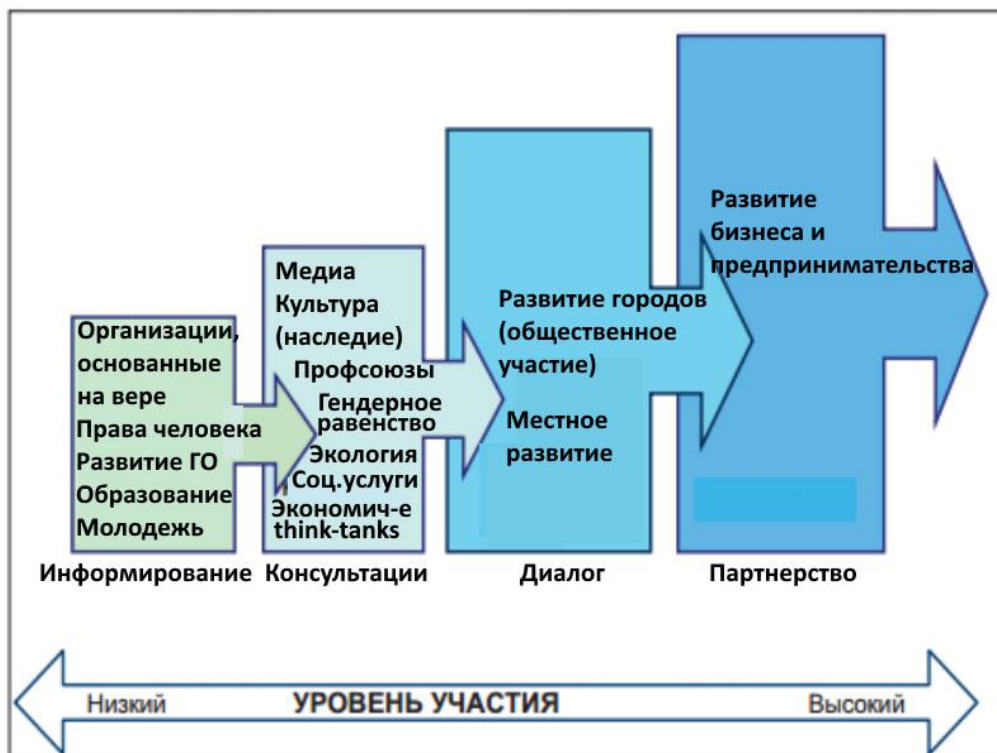 Организации,
основанные
на вере
Права человека
Развитие ГО
Образование
Молодежь
Информирование
Медиа
Культура
(наследие)
Профсоюзы
Гендерное
равенство
Экология
Соц.услуги
Экономич-е
think-tanks
Консультации
Развитие городов
(общественное
участие)
Местное
развитие
Диалог
Развитие
бизнеса и
предпринимательства
Партнерство
Низкий УРОВЕНЬ УЧАСТИЯ Высокий